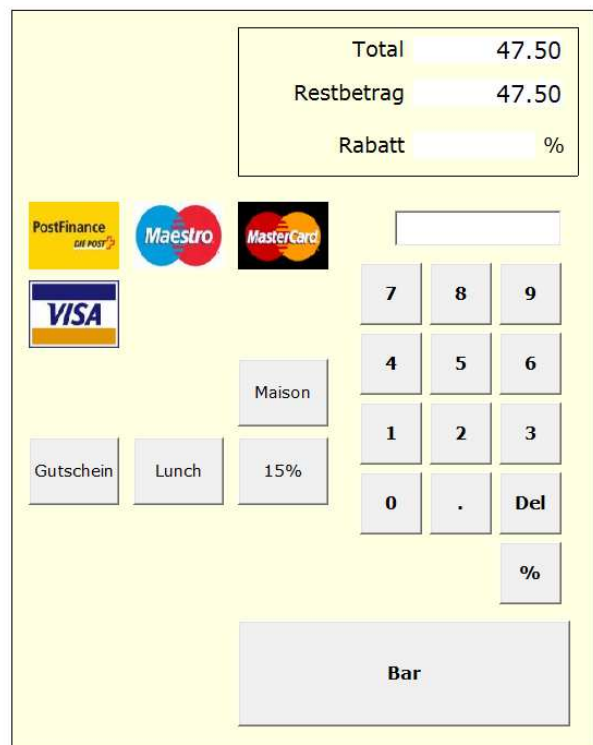 Total 47.50
Restbetrag 47.50
Rabatt %
PostFinance Maestro MasterCard
DIE POST
VISA
7 8 9
4 5 6
Maison
1 2 3
Gutschein Lunch 15%
0 . Del
%
Bar